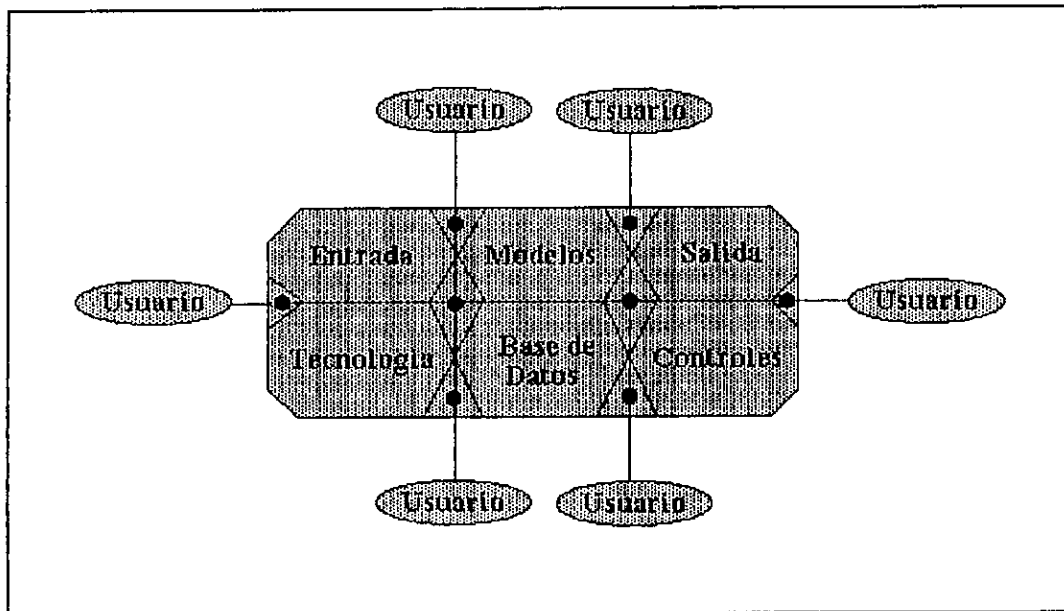 Usuario
Usuario
Entrada
Modelos
Salida
Usuario
Usuario
Tecnología
Base de
Datos
Controles
Usuario
Usuario